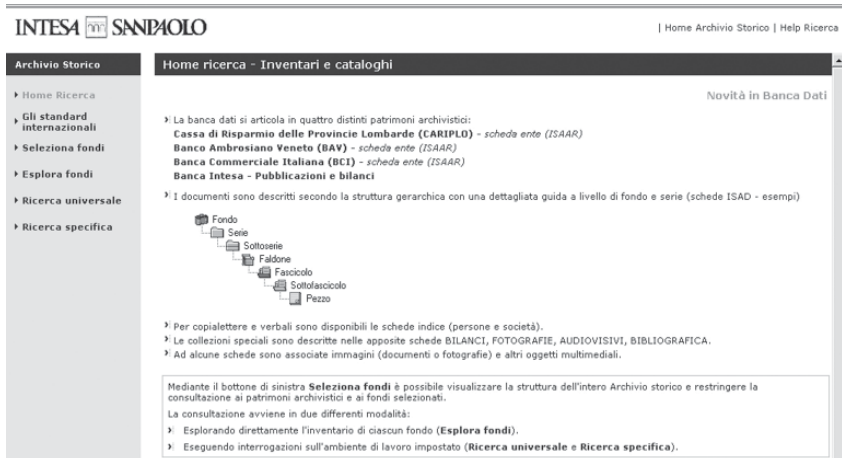 INTESA SANPAOLO
| Home Archivio Storico | Help Ricerca
Archivio Storico
Home ricerca - Inventari e cataloghi
Home Ricerca
Gli standard
internazionali
Seleziona fondi
Esplora fondi
Ricerca universale
Ricerca specifica
Novità in Banca Dati
La banca dati si articola in quattro distinti patrimoni archivistici:
Cassa di Risparmio delle Provincie Lombarde (CARIPLO) - scheda ente (ISAAR)
Banco Ambrosiano Veneto (BAV) - scheda ente (ISAAR)
Banca Commerciale Italiana (BCI) - scheda ente (ISAAR)
Banca Intesa - Pubblicazioni e bilanci
I documenti sono descritti secondo la struttura gerarchica con una dettagliata guida a livello di fondo e serie (schede ISAD - esempi)
Fondo
Serie
Sottoserie
Faldone
Fascicolo
Sottofascicolo
Pezzo
Per copialettere e verbali sono disponibili le schede indice (persone e società).
Le collezioni speciali sono descritte nelle apposite schede BILANCI, FOTOGRAFIE, AUDIOVISIVI, BIBLIOGRAFICA.
Ad alcune schede sono associate immagini (documenti o fotografie) e altri oggetti multimediali.
Mediante il bottone di sinistra Seleziona fondi è possibile visualizzare la struttura dell'intero Archivio storico e restringere la
consultazione ai patrimoni archivistici e ai fondi selezionati.
La consultazione avviene in due differenti modalità:
Esplorando direttamente l'inventario di ciascun fondo (Esplora fondi).
Eseguendo interrogazioni sull'ambiente di lavoro impostato (Ricerca universale e Ricerca specifica).